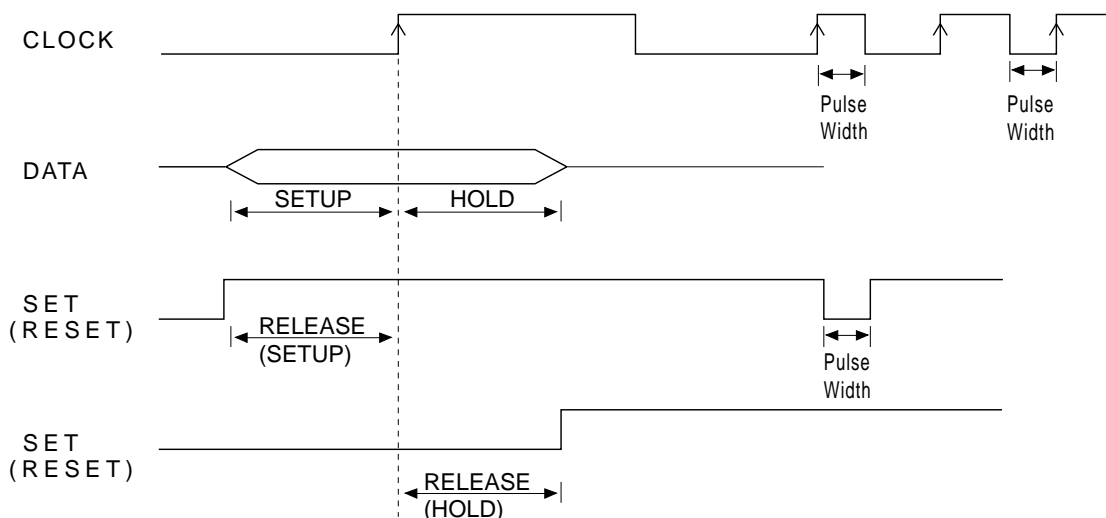 CLOCK
Pulse
Width
Pulse
Width
DATA
SETUP
HOLD
SET
(RESET)
RELEASE
(SETUP)
Pulse
Width
SET
(RESET)
RELEASE
(HOLD)